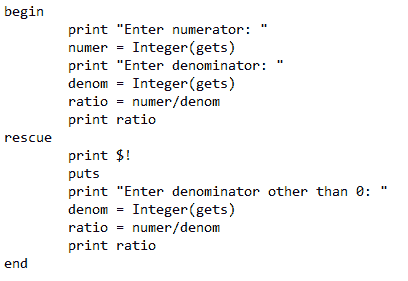 begin
print "Enter numerator: "
numer = Integer(gets)
print "Enter denominator: "
denom = Integer(gets)
ratio = numer/denom
print ratio
rescue
print $!
puts
print "Enter denominator other than 0: "
denom = Integer(gets)
ratio = numer/denom
print ratio
end